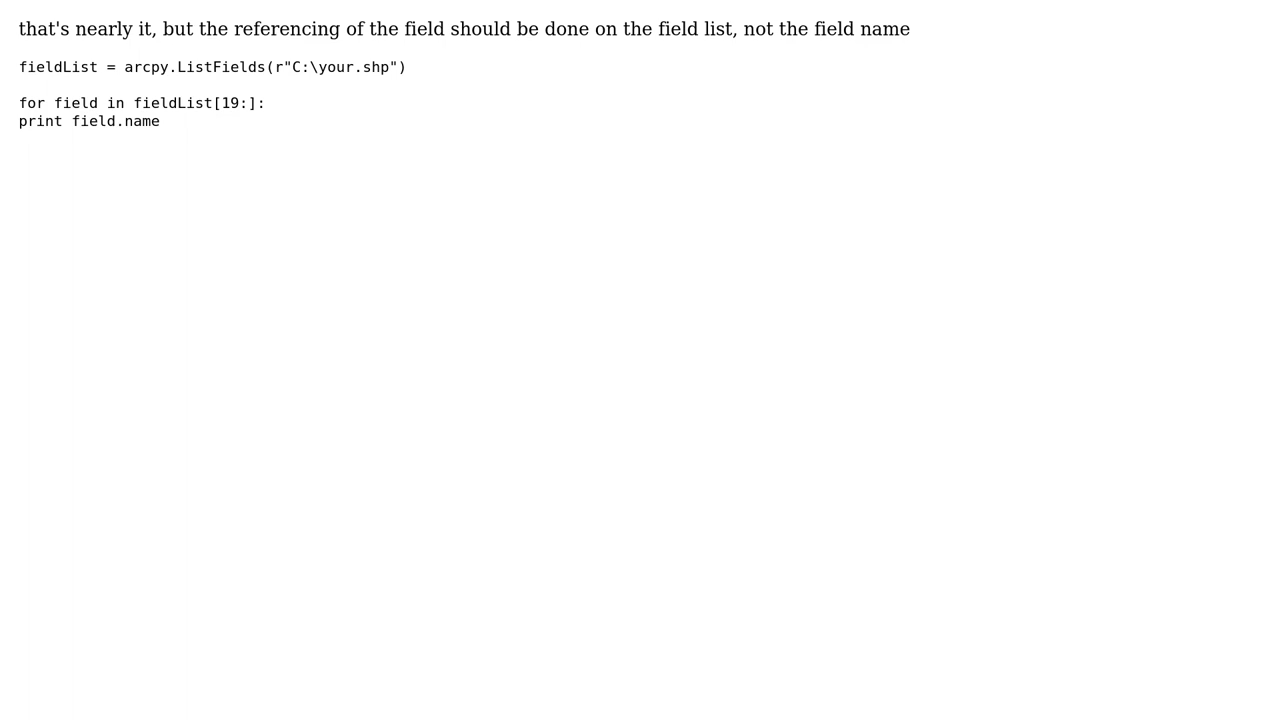 that's nearly it, but the referencing of the field should be done on the field list, not the field name
fieldList = arcpy.ListFields(r"C:\your.shp")
for field in fieldList[19:]:
print field.name